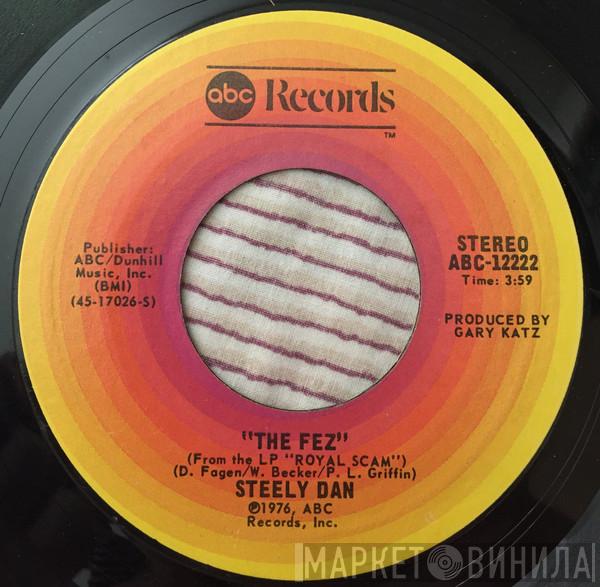 abc Records
TM
Publisher:
ABC/Dunhill
Music, Inc.
(BMI)
(45-17026-S)
STEREO
ABC-12222
Time: 3:59
PRODUCED BY
GARY KATZ
"THE FEZ"
(From the LP "ROYAL SCAM")
(D. Fagen/W. Becker/P. L. Griffin)
STEELY DAN
℗1976, ABC
Records, Inc.
МАРКЕТ ВИНИЛА